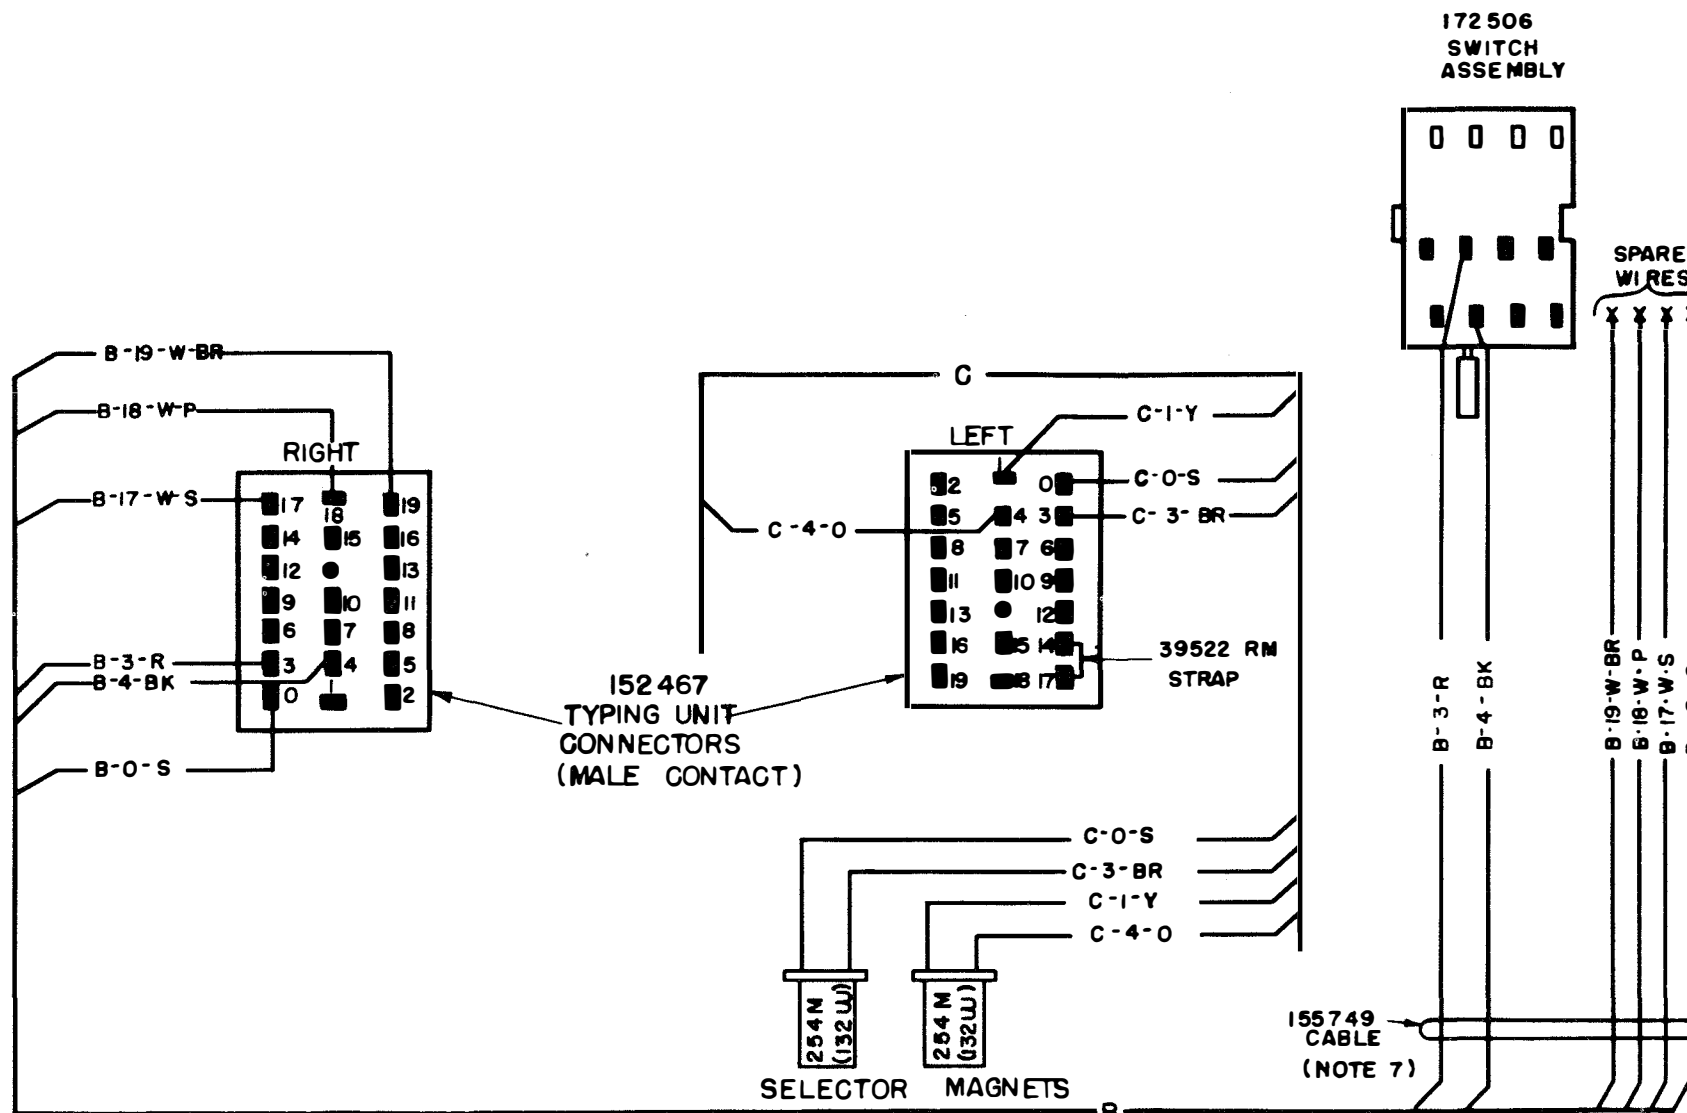 172506
SWITCH
ASSEMBLY
SPARE
WIRES
B-19-W-BR
B-18-W-P
B-17-W-S
B-3-R
B-4-BK
B-0-S
RIGHT
17 18 19
14 15 16
12 13
9 10 11
6 7 8
3 4 5
0 2
152467
TYPING UNIT
CONNECTORS
(MALE CONTACT)
C
C-1-Y
C-0-S
C-3-BR
C-4-O
LEFT
2 0
5 4 3
8 7 6
11 10 9
13 12
16 15 14
19 18 17
39522 RM
STRAP
C-0-S
C-3-BR
C-1-Y
C-4-O
254M
(132W)
254M
(132W)
SELECTOR MAGNETS
B-3-R
B-4-BK
B-19-W-BR
B-18-W-P
B-17-W-S
155749
CABLE
(NOTE 7)